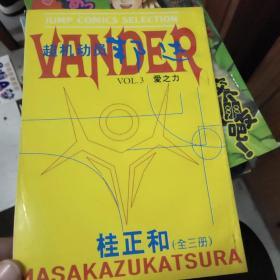 JUMP COMICS SELECTION
VANDER
超机动员
VOL.3 愛之力
桂正和(全三册)
MASAKAZUKATSURA